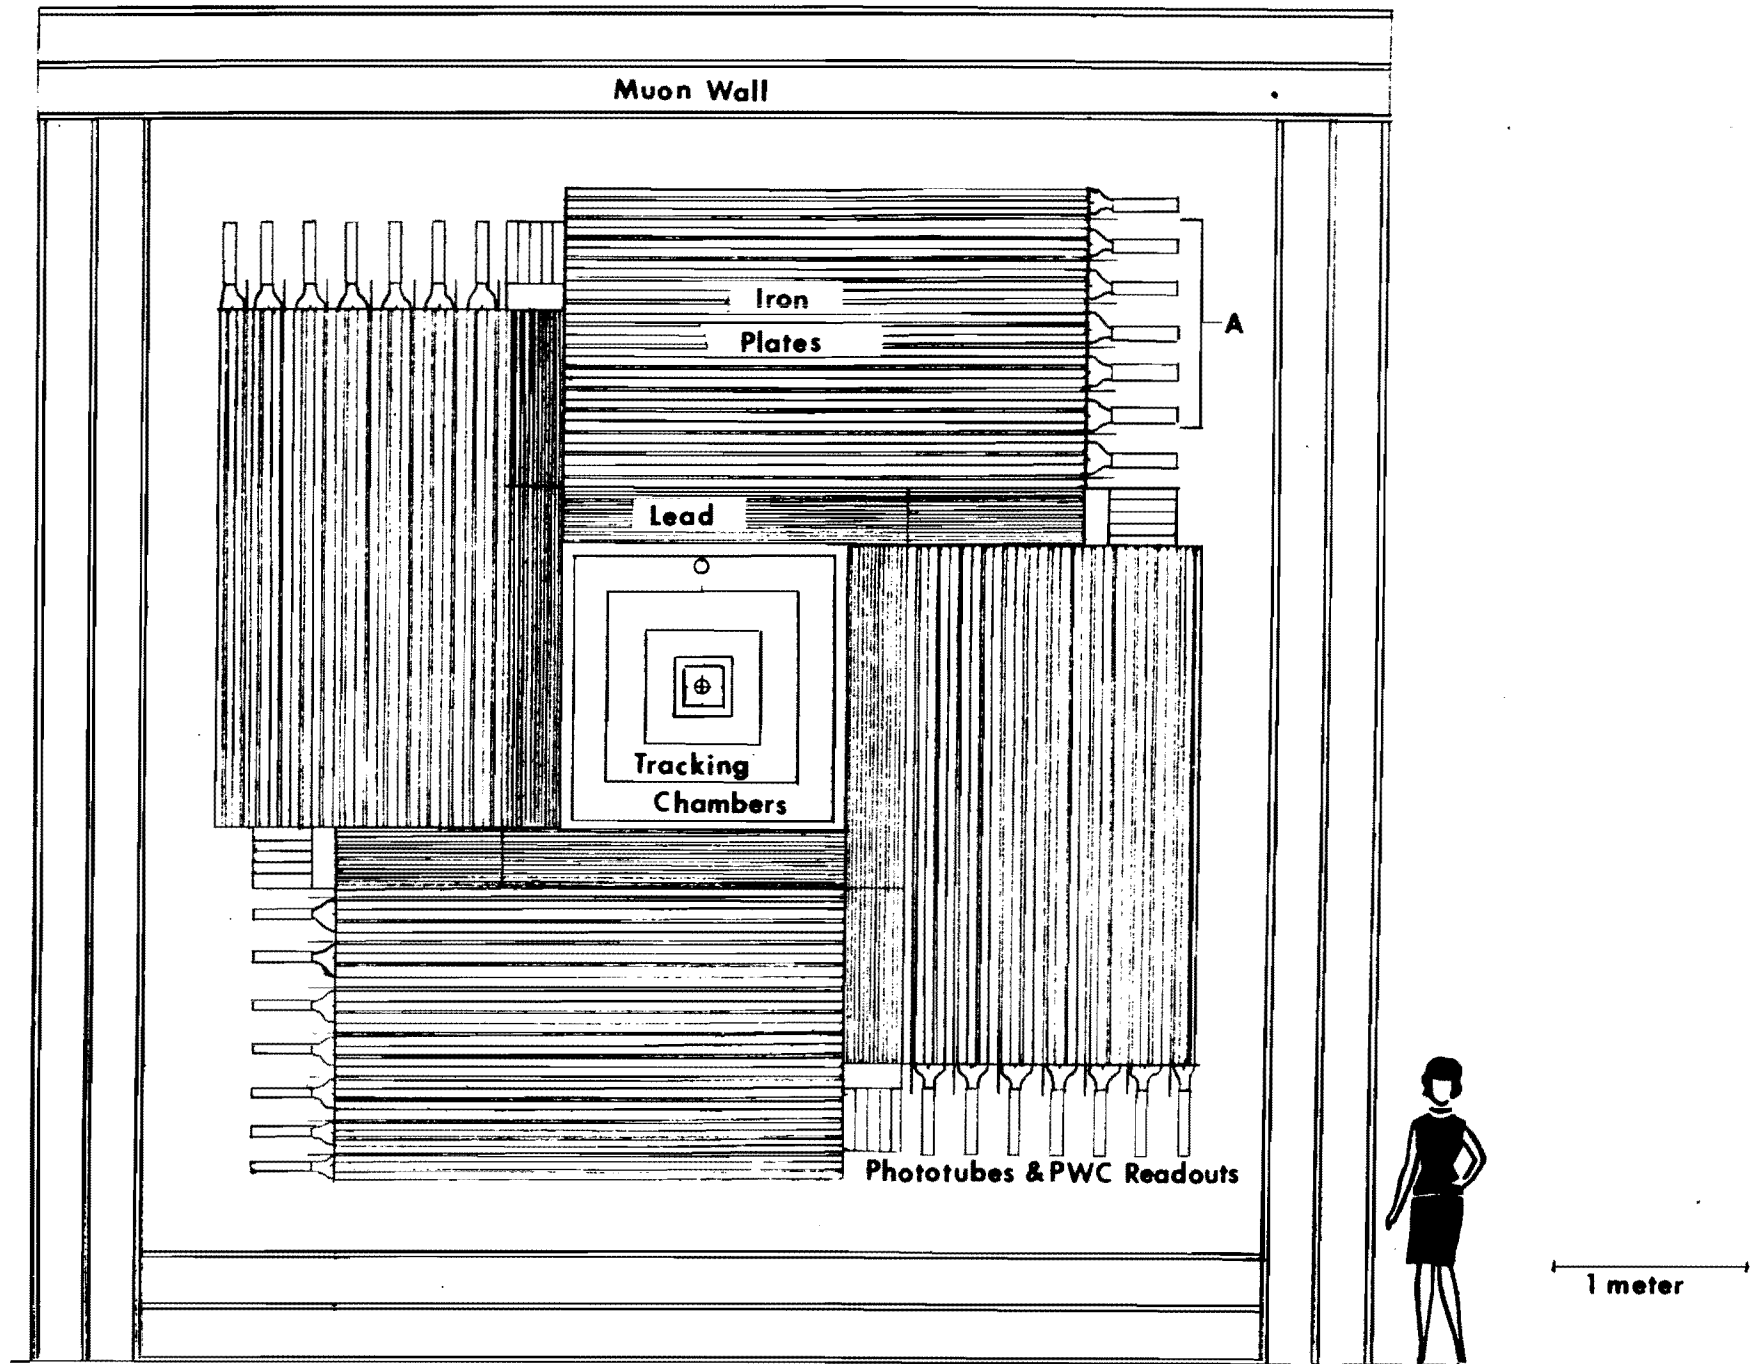 Muon Wall
Iron
Plates
A
Lead
Tracking
Chambers
Phototubes & PWC Readouts
1 meter